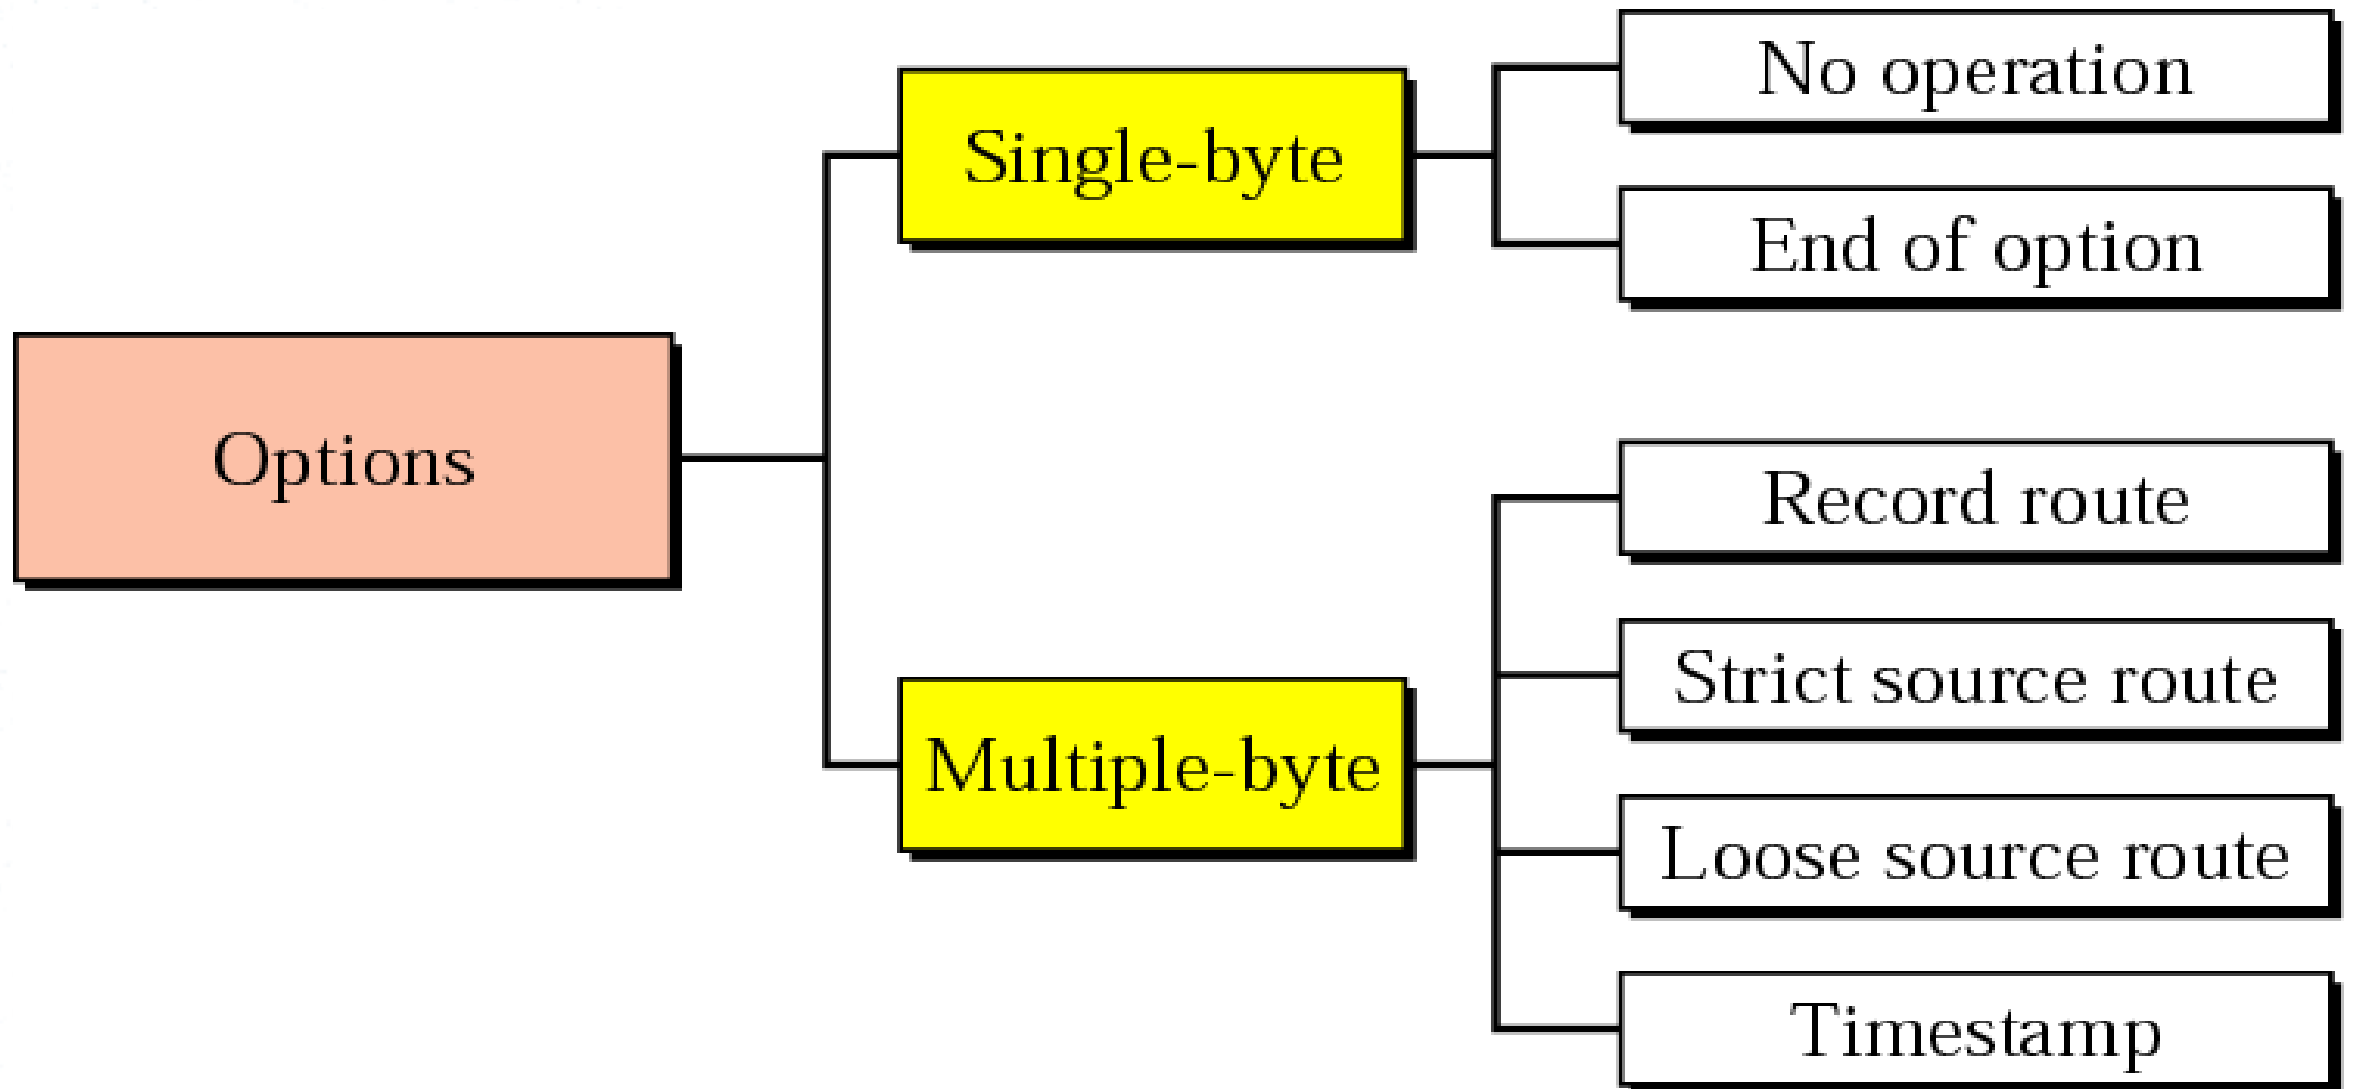 Options
Single-byte
No operation
End of option
Multiple-byte
Record route
Strict source route
Loose source route
Timestamp